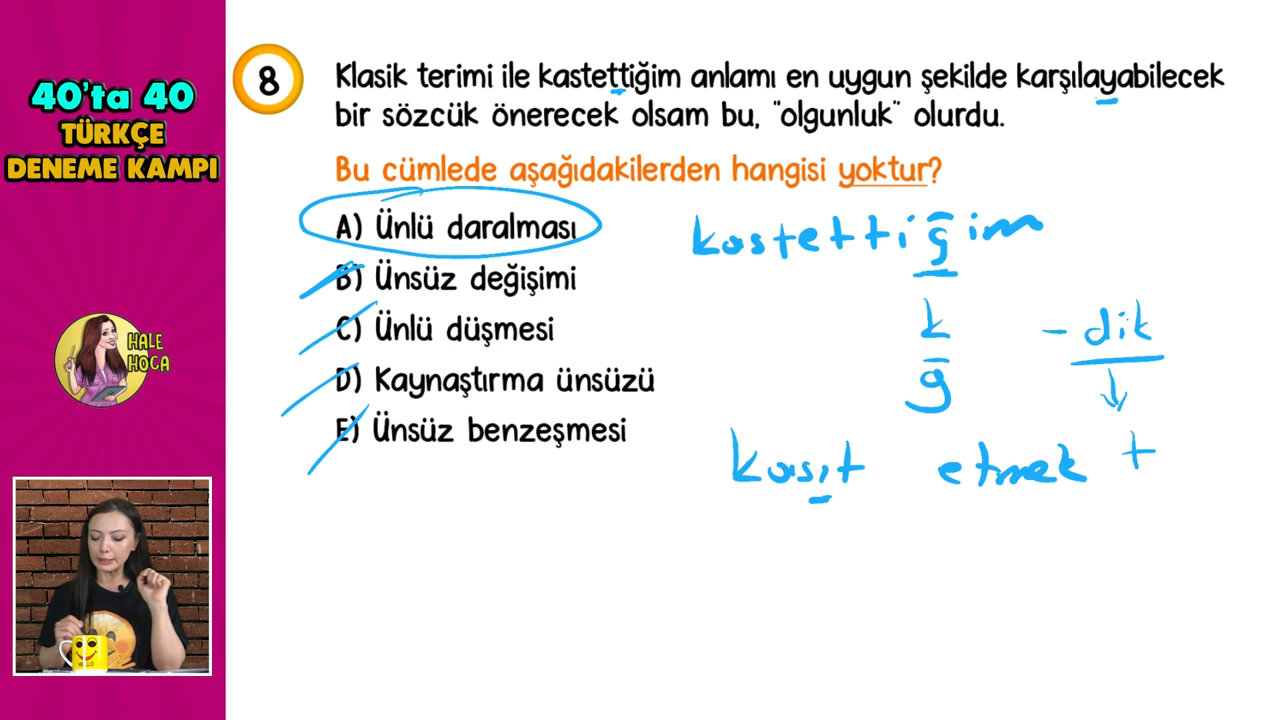 40'ta 40
TÜRKÇE
DENEME KAMPI
HALE
HOCA
HELLO
8
Klasik terimi ile kastettiğim anlamı en uygun şekilde karşılayabilecek
bir sözcük önerecek olsam bu, "olgunluk" olurdu.
Bu cümlede aşağıdakilerden hangisi yoktur?
A) Ünlü daralması
B) Ünsüz değişimi
C) Ünlü düşmesi
D) Kaynaştırma ünsüzü
E) Ünsüz benzeşmesi
kastettiğim
k
ğ
- dik
kasıt etmek +